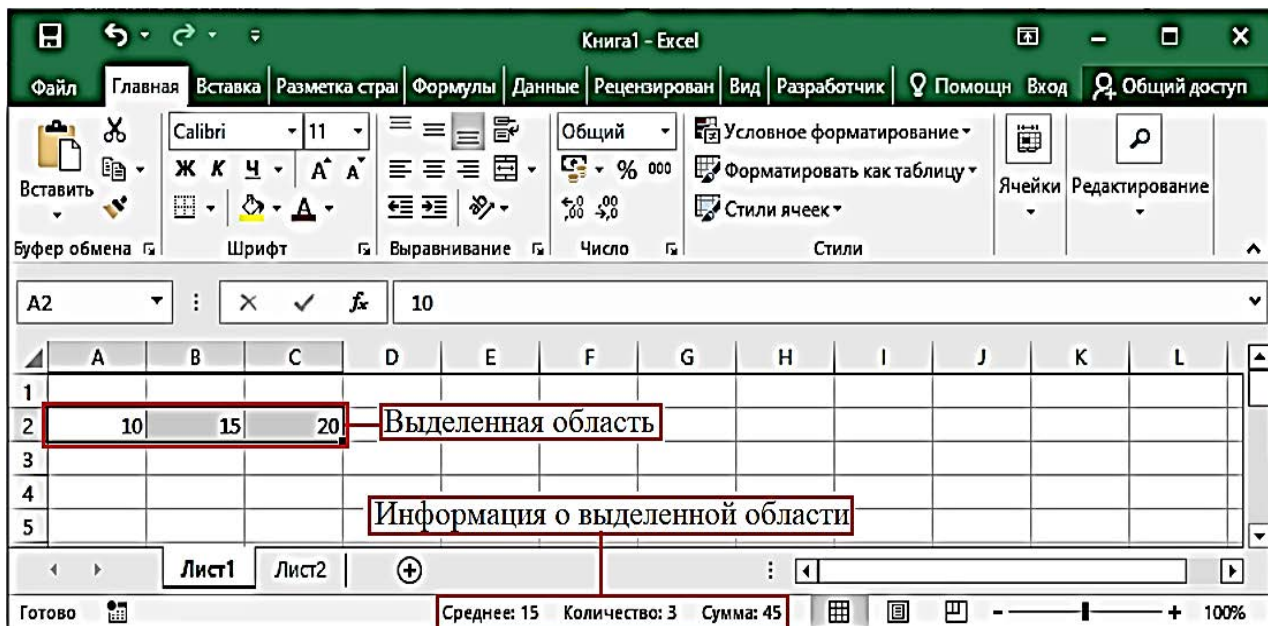 Книга1 - Excel
Файл Главная Вставка Разметка стра Формулы Данные Рецензирован Вид Разработчик Помощн Вход Общий доступ
Вставить
Calibri 11
Ж К Ч
A A
A
Общий
% 000
,00 ,0
Условное форматирование
Форматировать как таблицу
Стили ячеек
Ячейки Редактирование
Буфер обмена Шрифт Выравнивание Число Стили
A2 fx 10
A B C D E F G H I J K L
1
2 10 15 20 Выделенная область
3
4
Информация о выделенной области
5
Лист1 Лист2
Готово Среднее: 15 Количество: 3 Сумма: 45 - + 100%